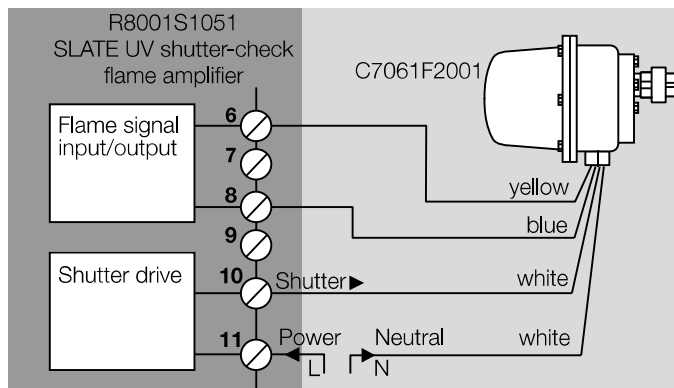 R8001S1051
SLATE UV shutter-check
flame amplifier
C7061F2001
Flame signal
input/output
6
7
8
9
10
11
yellow
blue
Shutter drive
Shutter
white
Power
L
Neutral
N
white